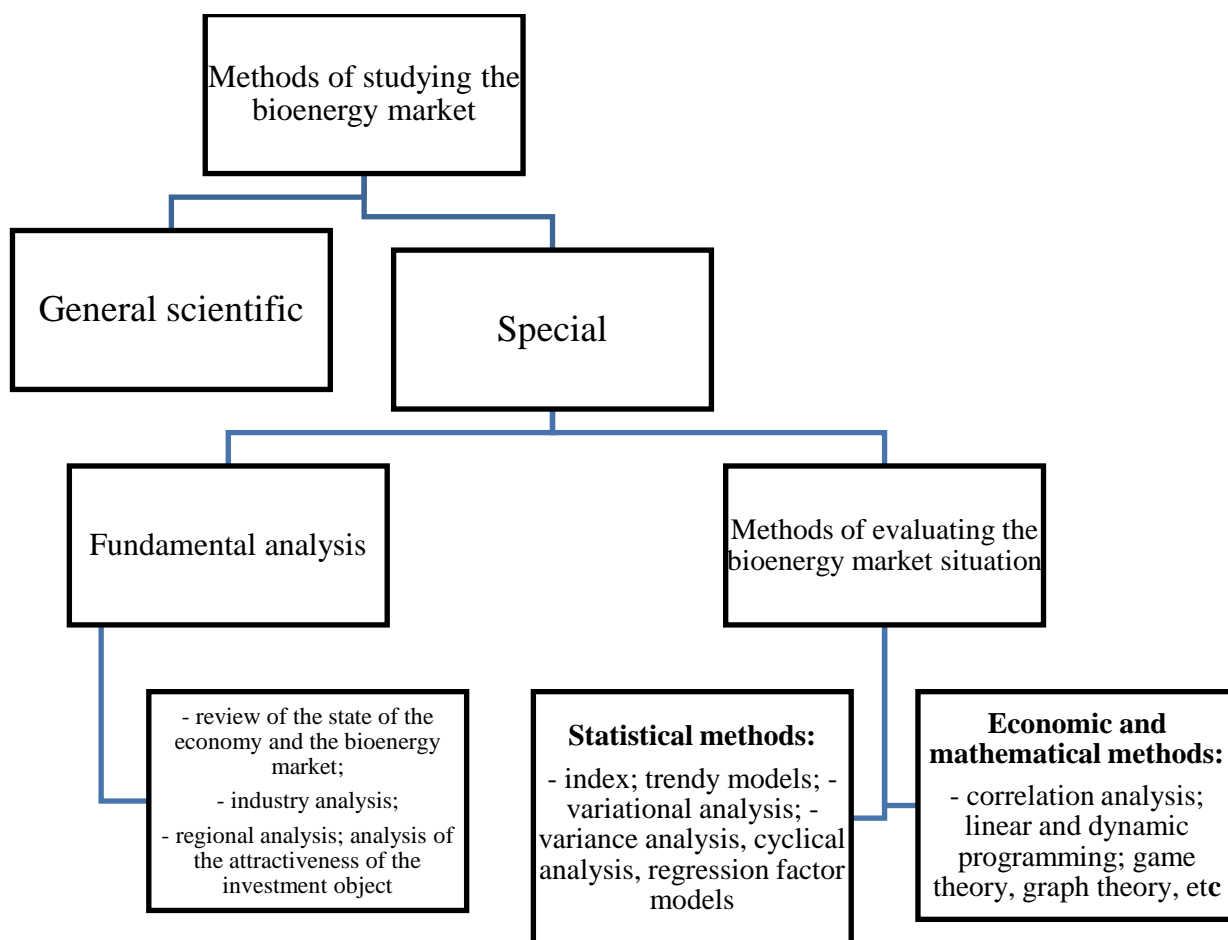 Methods of studying the
bioenergy market
General scientific
Special
Fundamental analysis
Methods of evaluating the
bioenergy market situation
- review of the state of the
economy and the bioenergy
market;
- industry analysis;
- regional analysis; analysis of
the attractiveness of the
investment object
Statistical methods:
- index; trendy models; -
variational analysis; -
variance analysis, cyclical
analysis, regression factor
models
Economic and
mathematical methods:
- correlation analysis;
linear and dynamic
programming; game
theory, graph theory, etc